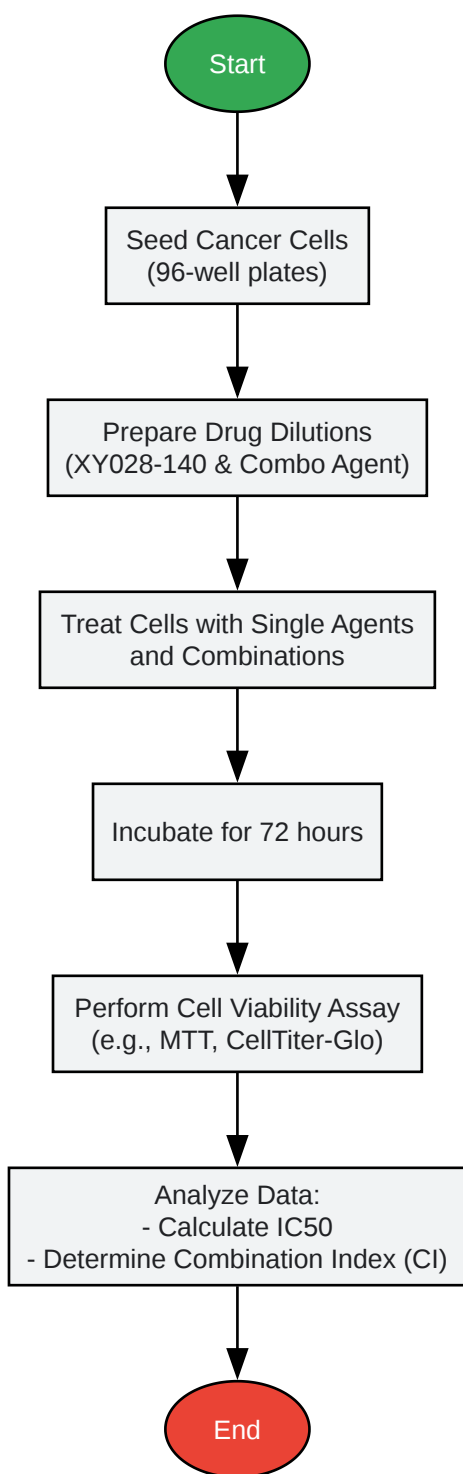 Start
Seed Cancer Cells
(96-well plates)
Prepare Drug Dilutions
(XY028-140 & Combo Agent)
Treat Cells with Single Agents
and Combinations
Incubate for 72 hours
Perform Cell Viability Assay
(e.g., MTT, CellTiter-Glo)
Analyze Data:
- Calculate IC50
- Determine Combination Index (CI)
End